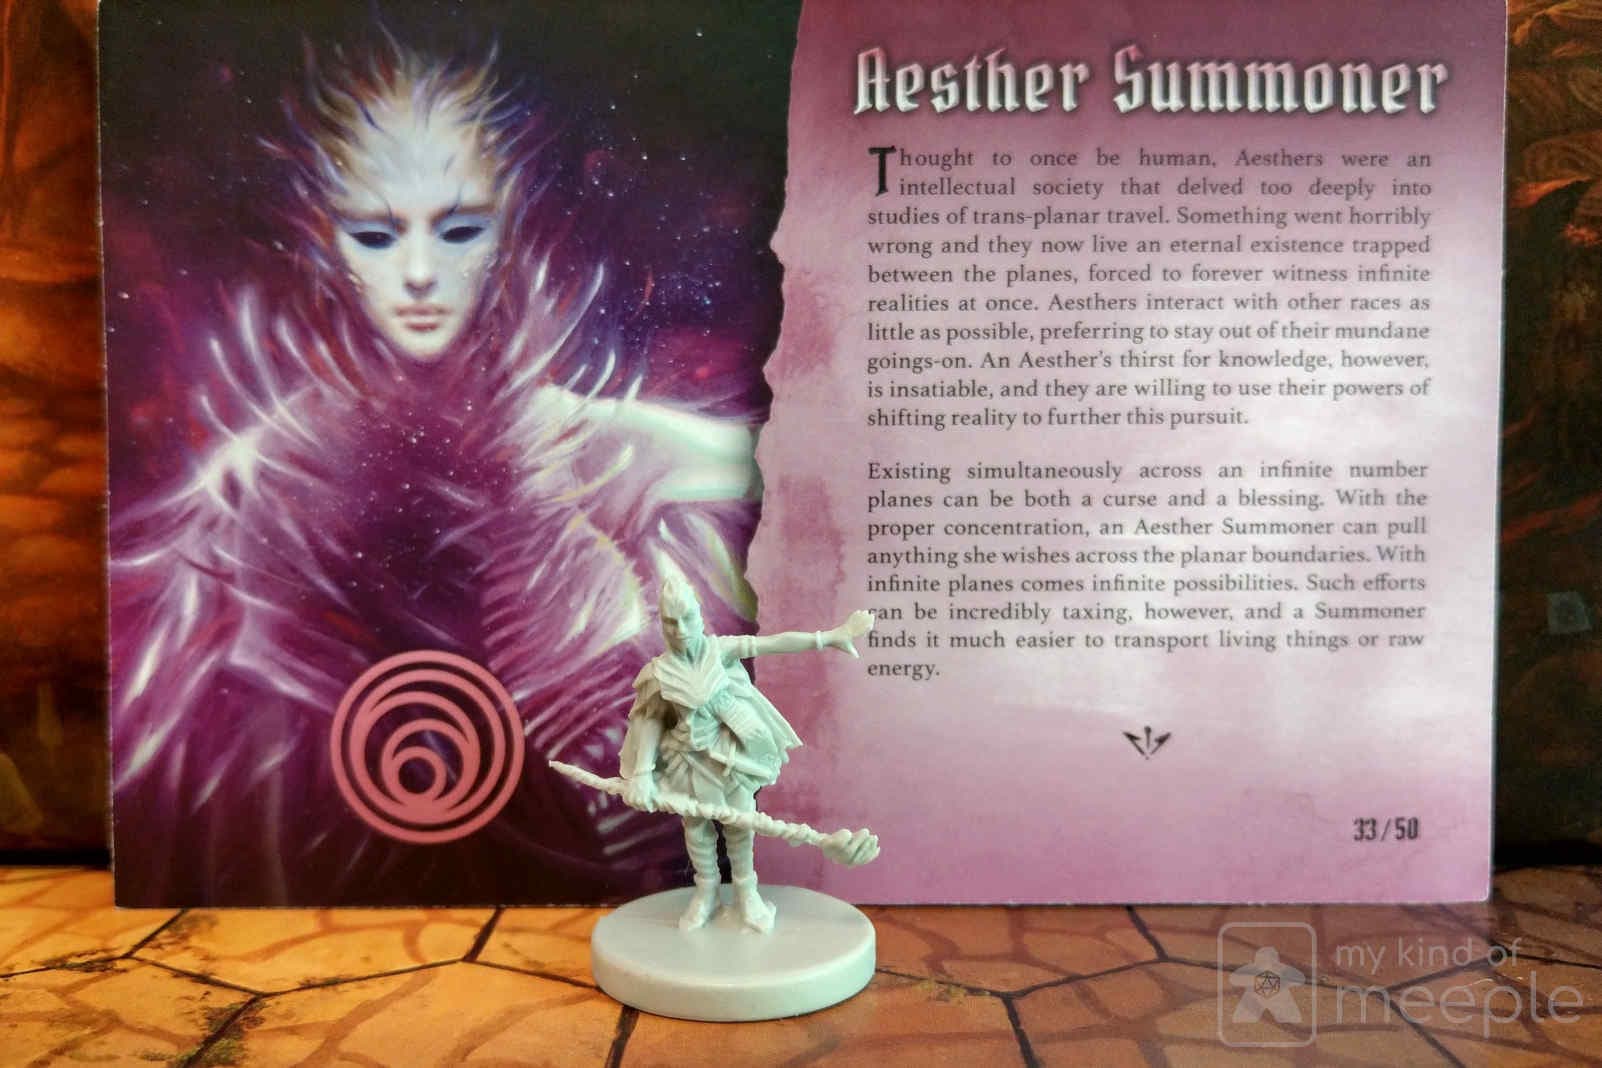 Aesther Summoner
Thought to once be human, Aesthers were an
intellectual society that delved too deeply into
studies of trans-planar travel. Something went horribly
wrong and they now live an eternal existence trapped
between the planes, forced to forever witness infinite
realities at once. Aesthers interact with other races as
little as possible, preferring to stay out of their mundane
goings-on. An Aesther's thirst for knowledge, however,
is insatiable, and they are willing to use their powers of
shifting reality to further this pursuit.
Existing simultaneously across an infinite number
planes can be both a curse and a blessing. With the
proper concentration, an Aesther Summoner can pull
anything she wishes across the planar boundaries. With
infinite planes comes infinite possibilities. Such efforts
can be incredibly taxing, however, and a Summoner
finds it much easier to transport living things or raw
energy.
33/50
my kind of
meeple